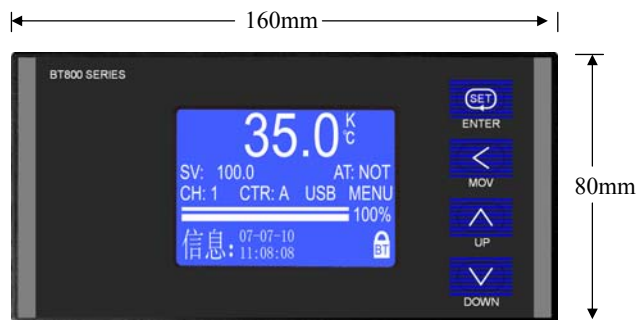 160mm
BT800 SERIES
35.0 K ℃
SV: 100.0 AT: NOT
CH: 1 CTR: A USB MENU
100%
信息: 07-07-10
11:08:08
BT
SET
ENTER
MOV
UP
DOWN
80mm